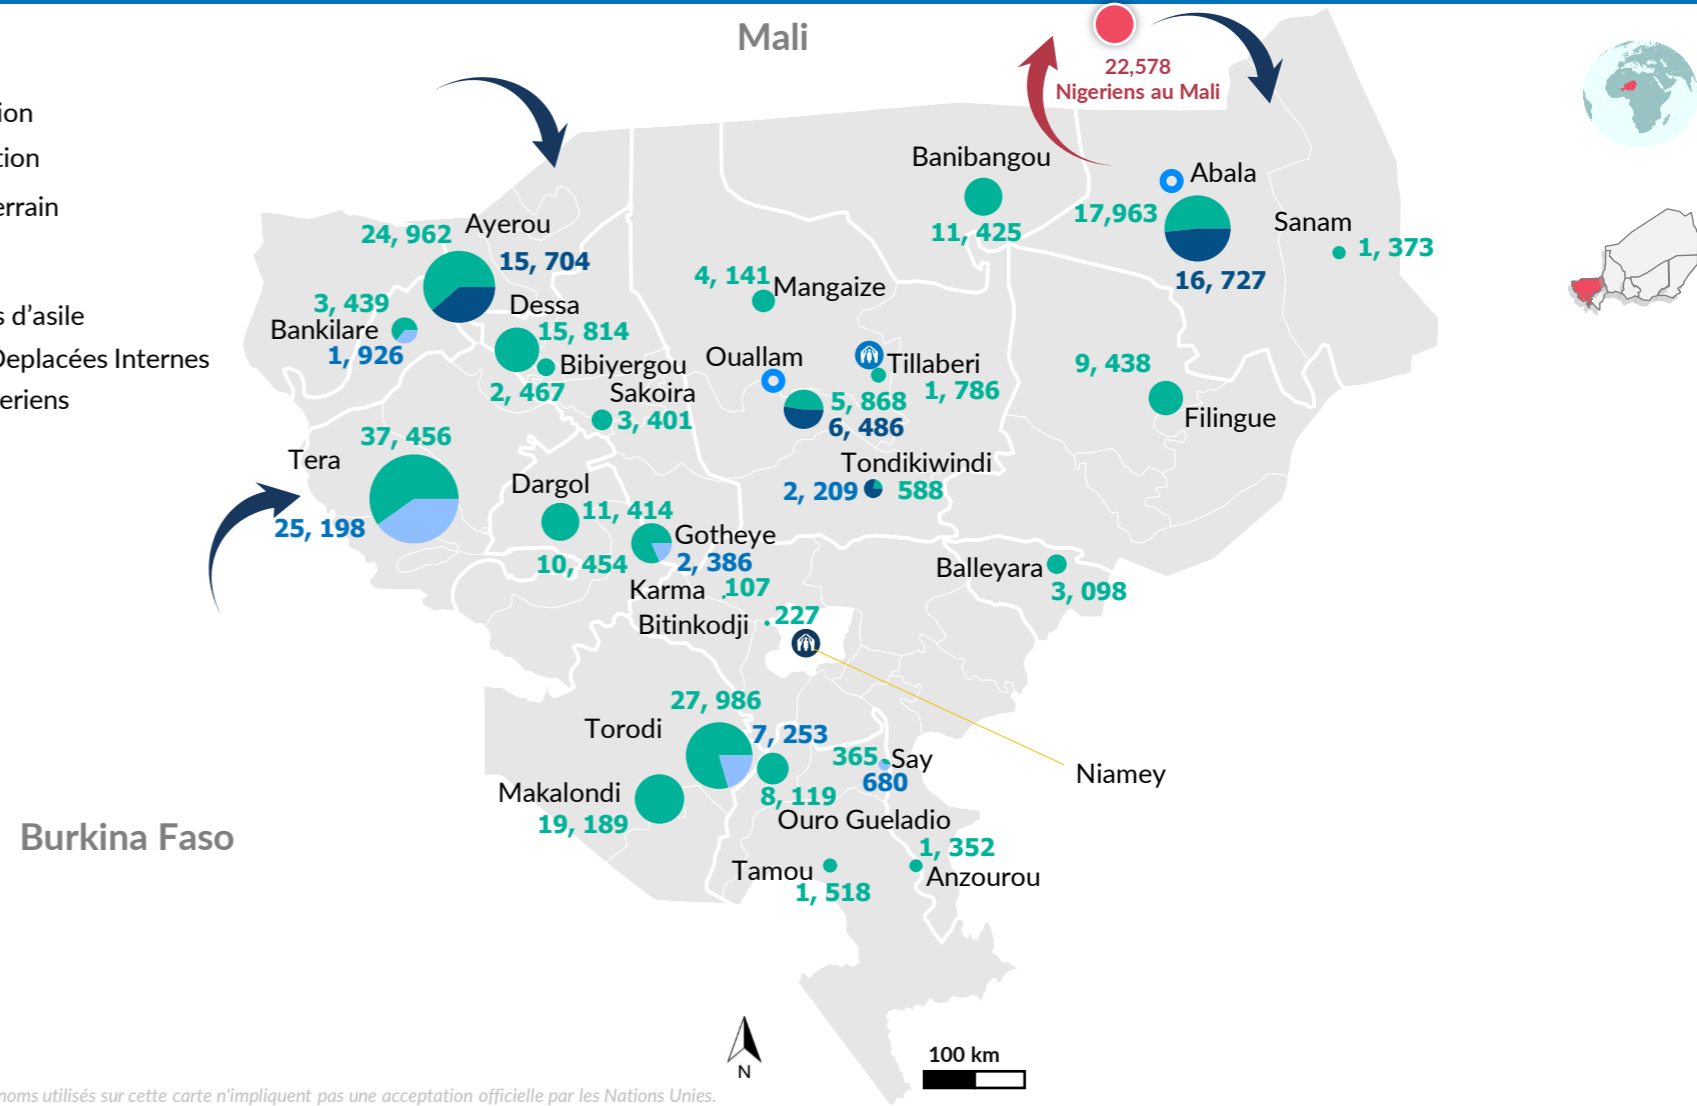 Mali
22,578
Nigeriens au Mali
ion
tion
errain
s d’asile
Deplacées Internes
eriens
Banibangou
11, 425
Abala
17,963
16, 727
Sanam
1, 373
Ayerou
24, 962
15, 704
3, 439
Bankilare
1, 926
Dessa
15, 814
Bibiyergou
2, 467
Sakoira
3, 401
4, 141
Mangaize
Ouallam
5, 868
6, 486
Tillaberi
1, 786
9, 438
Filingue
37, 456
Tera
25, 198
Tondikiwindi
2, 209
588
Dargol
11, 414
Gotheye
10, 454
2, 386
Karma
107
Bitinkodji
227
Balleyara
3, 098
27, 986
Torodi
7, 253
365
Say
680
Niamey
Makalondi
19, 189
8, 119
Ouro Gueladio
Burkina Faso
1, 352
Anzourou
Tamou
1, 518
N
100 km
noms utilisés sur cette carte n'impliquent pas une acceptation officielle par les Nations Unies.